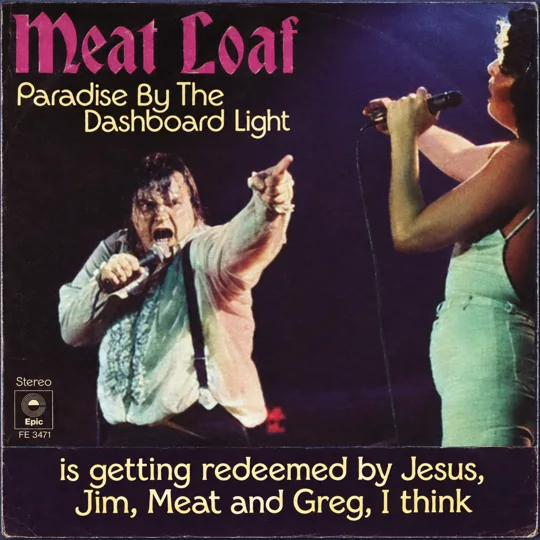 Meat Loaf
Paradise By The
Dashboard Light
Stereo
Epic
FE 3471
is getting redeemed by Jesus,
Jim, Meat and Greg, I think